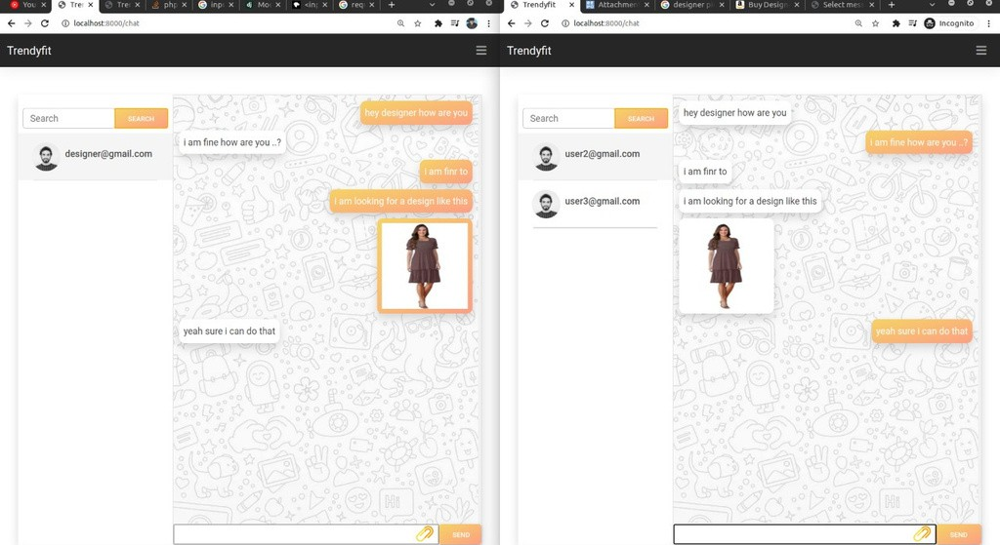 You
Tre
Tre
php
inpu
Mo
<in
req
localhost:8000/chat
Trendyfit
Search
SEARCH
designer@gmail.com
hey designer how are you
i am fine how are you ..?
i am finr to
i am looking for a design like this
yeah sure i can do that
Hi
SEND
Trendyfit
Attachmen
designer p
Buy Design
Select mes
localhost:8000/chat
Incognito
Trendyfit
Search
SEARCH
user2@gmail.com
user3@gmail.com
hey designer how are you
i am fine how are you ..?
i am finr to
i am looking for a design like this
yeah sure i can do that
Hi
SEND